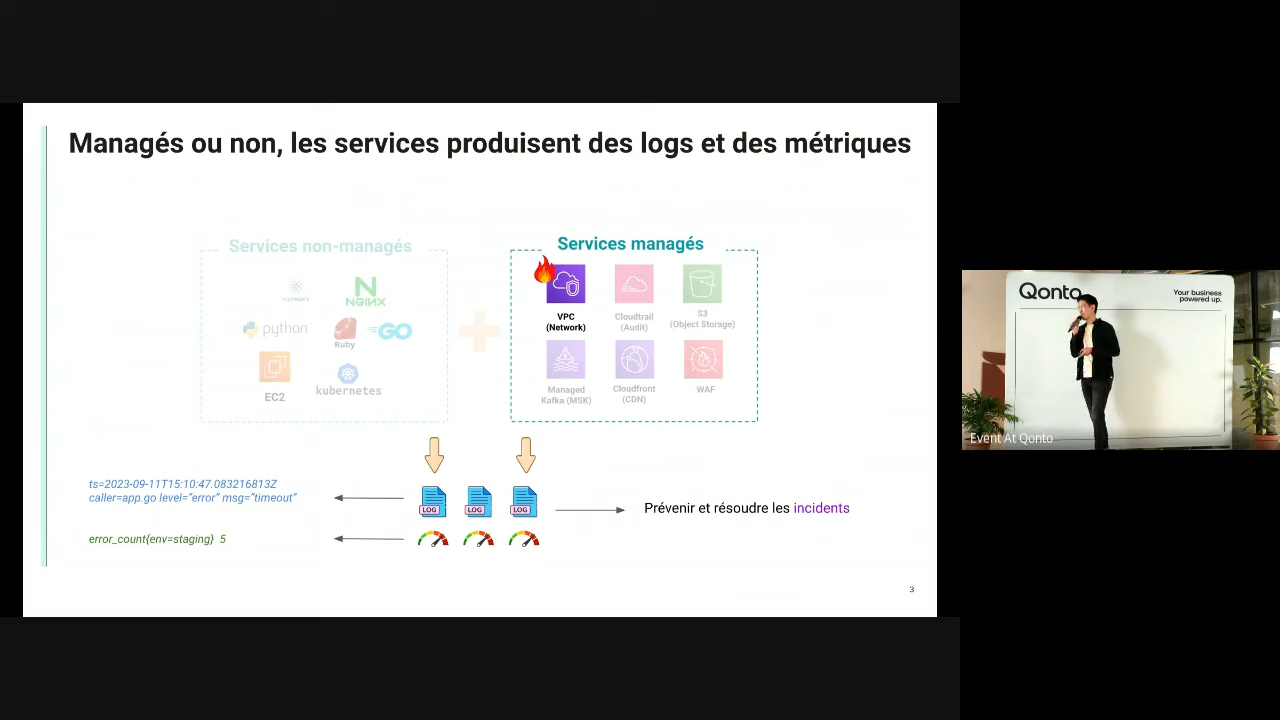 Managés ou non, les services produisent des logs et des métriques
Services non-managés
HAPROXY
NGINX
python
Ruby
GO
EC2
kubernetes
Services managés
VPC
(Network)
Cloudtrail
(Audit)
S3
(Object Storage)
Managed
Kafka (MSK)
Cloudfront
(CDN)
WAF
ts=2023-09-11T15:10:47.083216813Z
caller=app.go level="error" msg="timeout"
LOG
LOG
LOG
Prévenir et résoudre les incidents
error_count{env=staging} 5
3
Qonto
Your business
powered up.
Event At Qonto